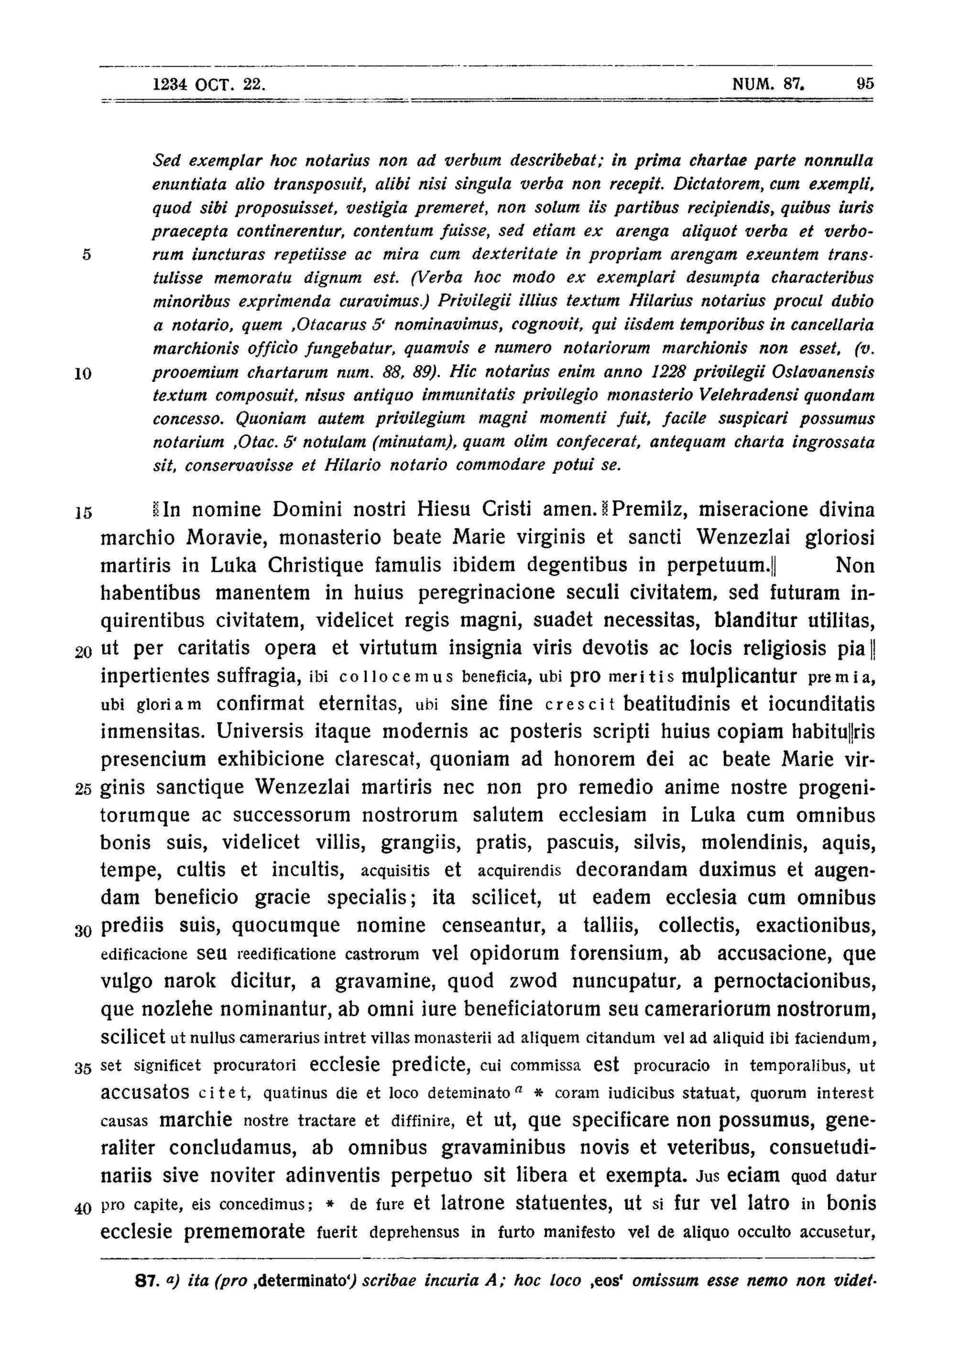 1234 OCT. 22. NUM. 87. 95
Sed exemplar hoc notarius non ad verbum describebat; in prima chartae parte nonnulla
enuntiata alio transposuit, alibi nisi singula verba non recepit. Dictatorem, cum exempli,
quod sibi proposuisset, vestigia premeret, non solum iis partibus recipiendis, quibus iuris
praecepta continerentur, contentum fuisse, sed etiam ex arenga aliquot verba et verbo-
5 rum iuncturas repetiisse ac mira cum dexteritate in propriam arengam exeuntem trans-
tulisse memoratu dignum est. (Verba hoc modo ex exemplari desumpta characteribus
minoribus exprimenda curavimus.) Privilegii illius textum Hilarius notarius procul dubio
a notario, quem ‚Otacarus 5‘ nominavimus, cognovit, qui iisdem temporibus in cancellaria
marchionis officio fungebatur, quamvis e numero notariorum marchionis non esset, (v.
10 prooemium chartarum num. 88, 89). Hic notarius enim anno 1228 privilegii Oslavanensis
textum composuit, nisus antiquo immunitatis privilegio monasterio Velehradensi quondam
concesso. Quoniam autem privilegium magni momenti fuit, facile suspicari possumus
notarium ‚Otac. 5‘ notulam (minutam), quam olim confecerat, antequam charta ingrossata
sit, conservavisse et Hilario notario commodare potui se.
15 ⁞In nomine Domini nostri Hiesu Cristi amen.⁞ Premilz, miseracione divina
marchio Moravie, monasterio beate Marie virginis et sancti Wenzezlai gloriosi
martiris in Luka Christique famulis ibidem degentibus in perpetuum.|| Non
habentibus manentem in huius peregrinacione seculi civitatem, sed futuram in-
quirentibus civitatem, videlicet regis magni, suadet necessitas, blanditur utilitas,
20 ut per caritatis opera et virtutum insignia viris devotis ac locis religiosis pia||
inpertientes suffragia, ibi collocemus beneficia, ubi pro meritis mulplicantur premia,
ubi gloriam confirmat eternitas, ubi sine fine crescit beatitudinis et iocunditatis
inmensitas. Universis itaque modernis ac posteris scripti huius copiam habitu||ris
presencium exhibicione clarescat, quoniam ad honorem dei ac beate Marie vir-
25 ginis sanctique Wenzezlai martiris nec non pro remedio anime nostre progeni-
torumque ac successorum nostrorum salutem ecclesiam in Luka cum omnibus
bonis suis, videlicet villis, grangiis, pratis, pascuis, silvis, molendinis, aquis,
tempe, cultis et incultis, acquisitis et acquirendis decorandam duximus et augen-
dam beneficio gracie specialis; ita scilicet, ut eadem ecclesia cum omnibus
30 prediis suis, quocumque nomine censeantur, a talliis, collectis, exactionibus,
edificacione seu reedificatione castrorum vel opidorum forensium, ab accusacione, que
vulgo narok dicitur, a gravamine, quod zwod nuncupatur, a pernoctacionibus,
que nozlehe nominantur, ab omni iure beneficiatorum seu camerariorum nostrorum,
scilicet ut nullus camerarius intret villas monasterii ad aliquem citandum vel ad aliquid ibi faciendum,
35 set significet procuratori ecclesie predicte, cui commissa est procuracio in temporalibus, ut
accusatos citet, quatinus die et loco deteminato a * coram iudicibus statuat, quorum interest
causas marchie nostre tractare et diffinire, et ut, que specificare non possumus, gene-
raliter concludamus, ab omnibus gravaminibus novis et veteribus, consuetudi-
nariis sive noviter adinventis perpetuo sit libera et exempta. Jus eciam quod datur
40 pro capite, eis concedimus; * de fure et latrone statuentes, ut si fur vel latro in bonis
ecclesie prememorate fuerit deprehensus in furto manifesto vel de aliquo occulto accusetur,
87. a) ita (pro ‚determinato‘) scribae incuria A; hoc loco ‚eos‘ omissum esse nemo non videt.